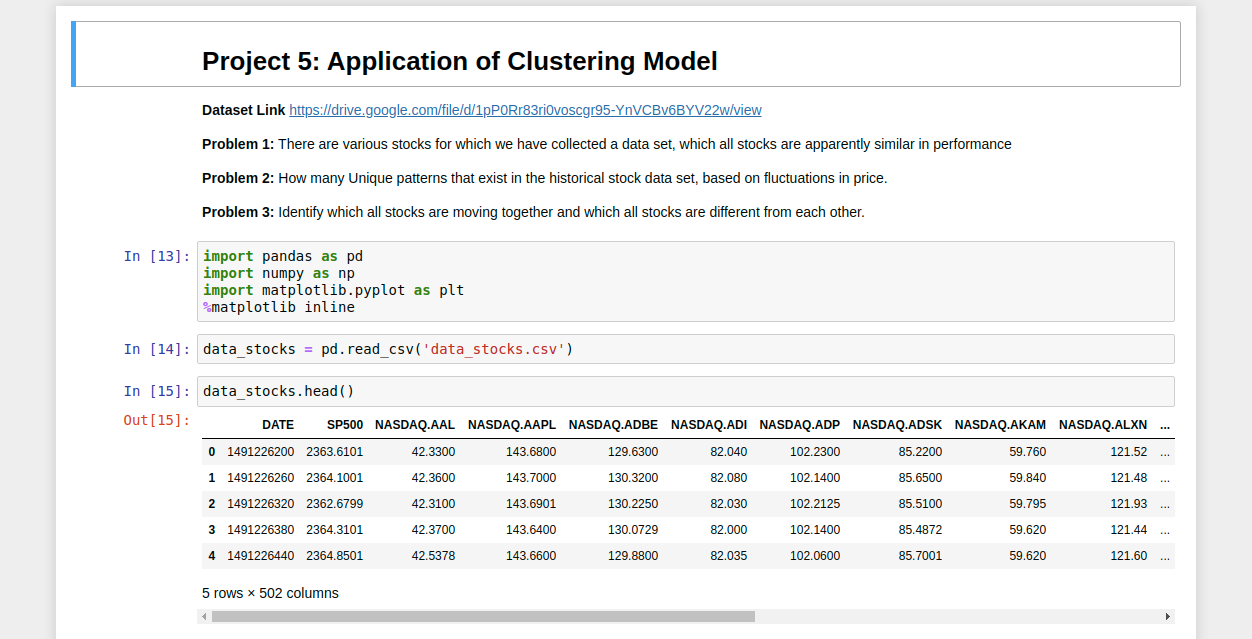 Project 5: Application of Clustering Model
Dataset Link https://drive.google.com/file/d/1pP0Rr83ri0voscgr95-YnVCBv6BYV22w/view
Problem 1: There are various stocks for which we have collected a data set, which all stocks are apparently similar in performance
Problem 2: How many Unique patterns that exist in the historical stock data set, based on fluctuations in price.
Problem 3: Identify which all stocks are moving together and which all stocks are different from each other.
In [13]: import pandas as pd
import numpy as np
import matplotlib.pyplot as plt
%matplotlib inline
In [14]: data_stocks = pd.read_csv('data_stocks.csv')
In [15]: data_stocks.head()
Out[15]:
DATE SP500 NASDAQ.AAL NASDAQ.AAPL NASDAQ.ADBE NASDAQ.ADI NASDAQ.ADP NASDAQ.ADSK NASDAQ.AKAM NASDAQ.ALXN ...
0 1491226200 2363.6101 42.3300 143.6800 129.6300 82.040 102.2300 85.2200 59.760 121.52 ...
1 1491226260 2364.1001 42.3600 143.7000 130.3200 82.080 102.1400 85.6500 59.840 121.48 ...
2 1491226320 2362.6799 42.3100 143.6901 130.2250 82.030 102.2125 85.5100 59.795 121.93 ...
3 1491226380 2364.3101 42.3700 143.6400 130.0729 82.000 102.1400 85.4872 59.620 121.44 ...
4 1491226440 2364.8501 42.5378 143.6600 129.8800 82.035 102.0600 85.7001 59.620 121.60 ...
5 rows × 502 columns